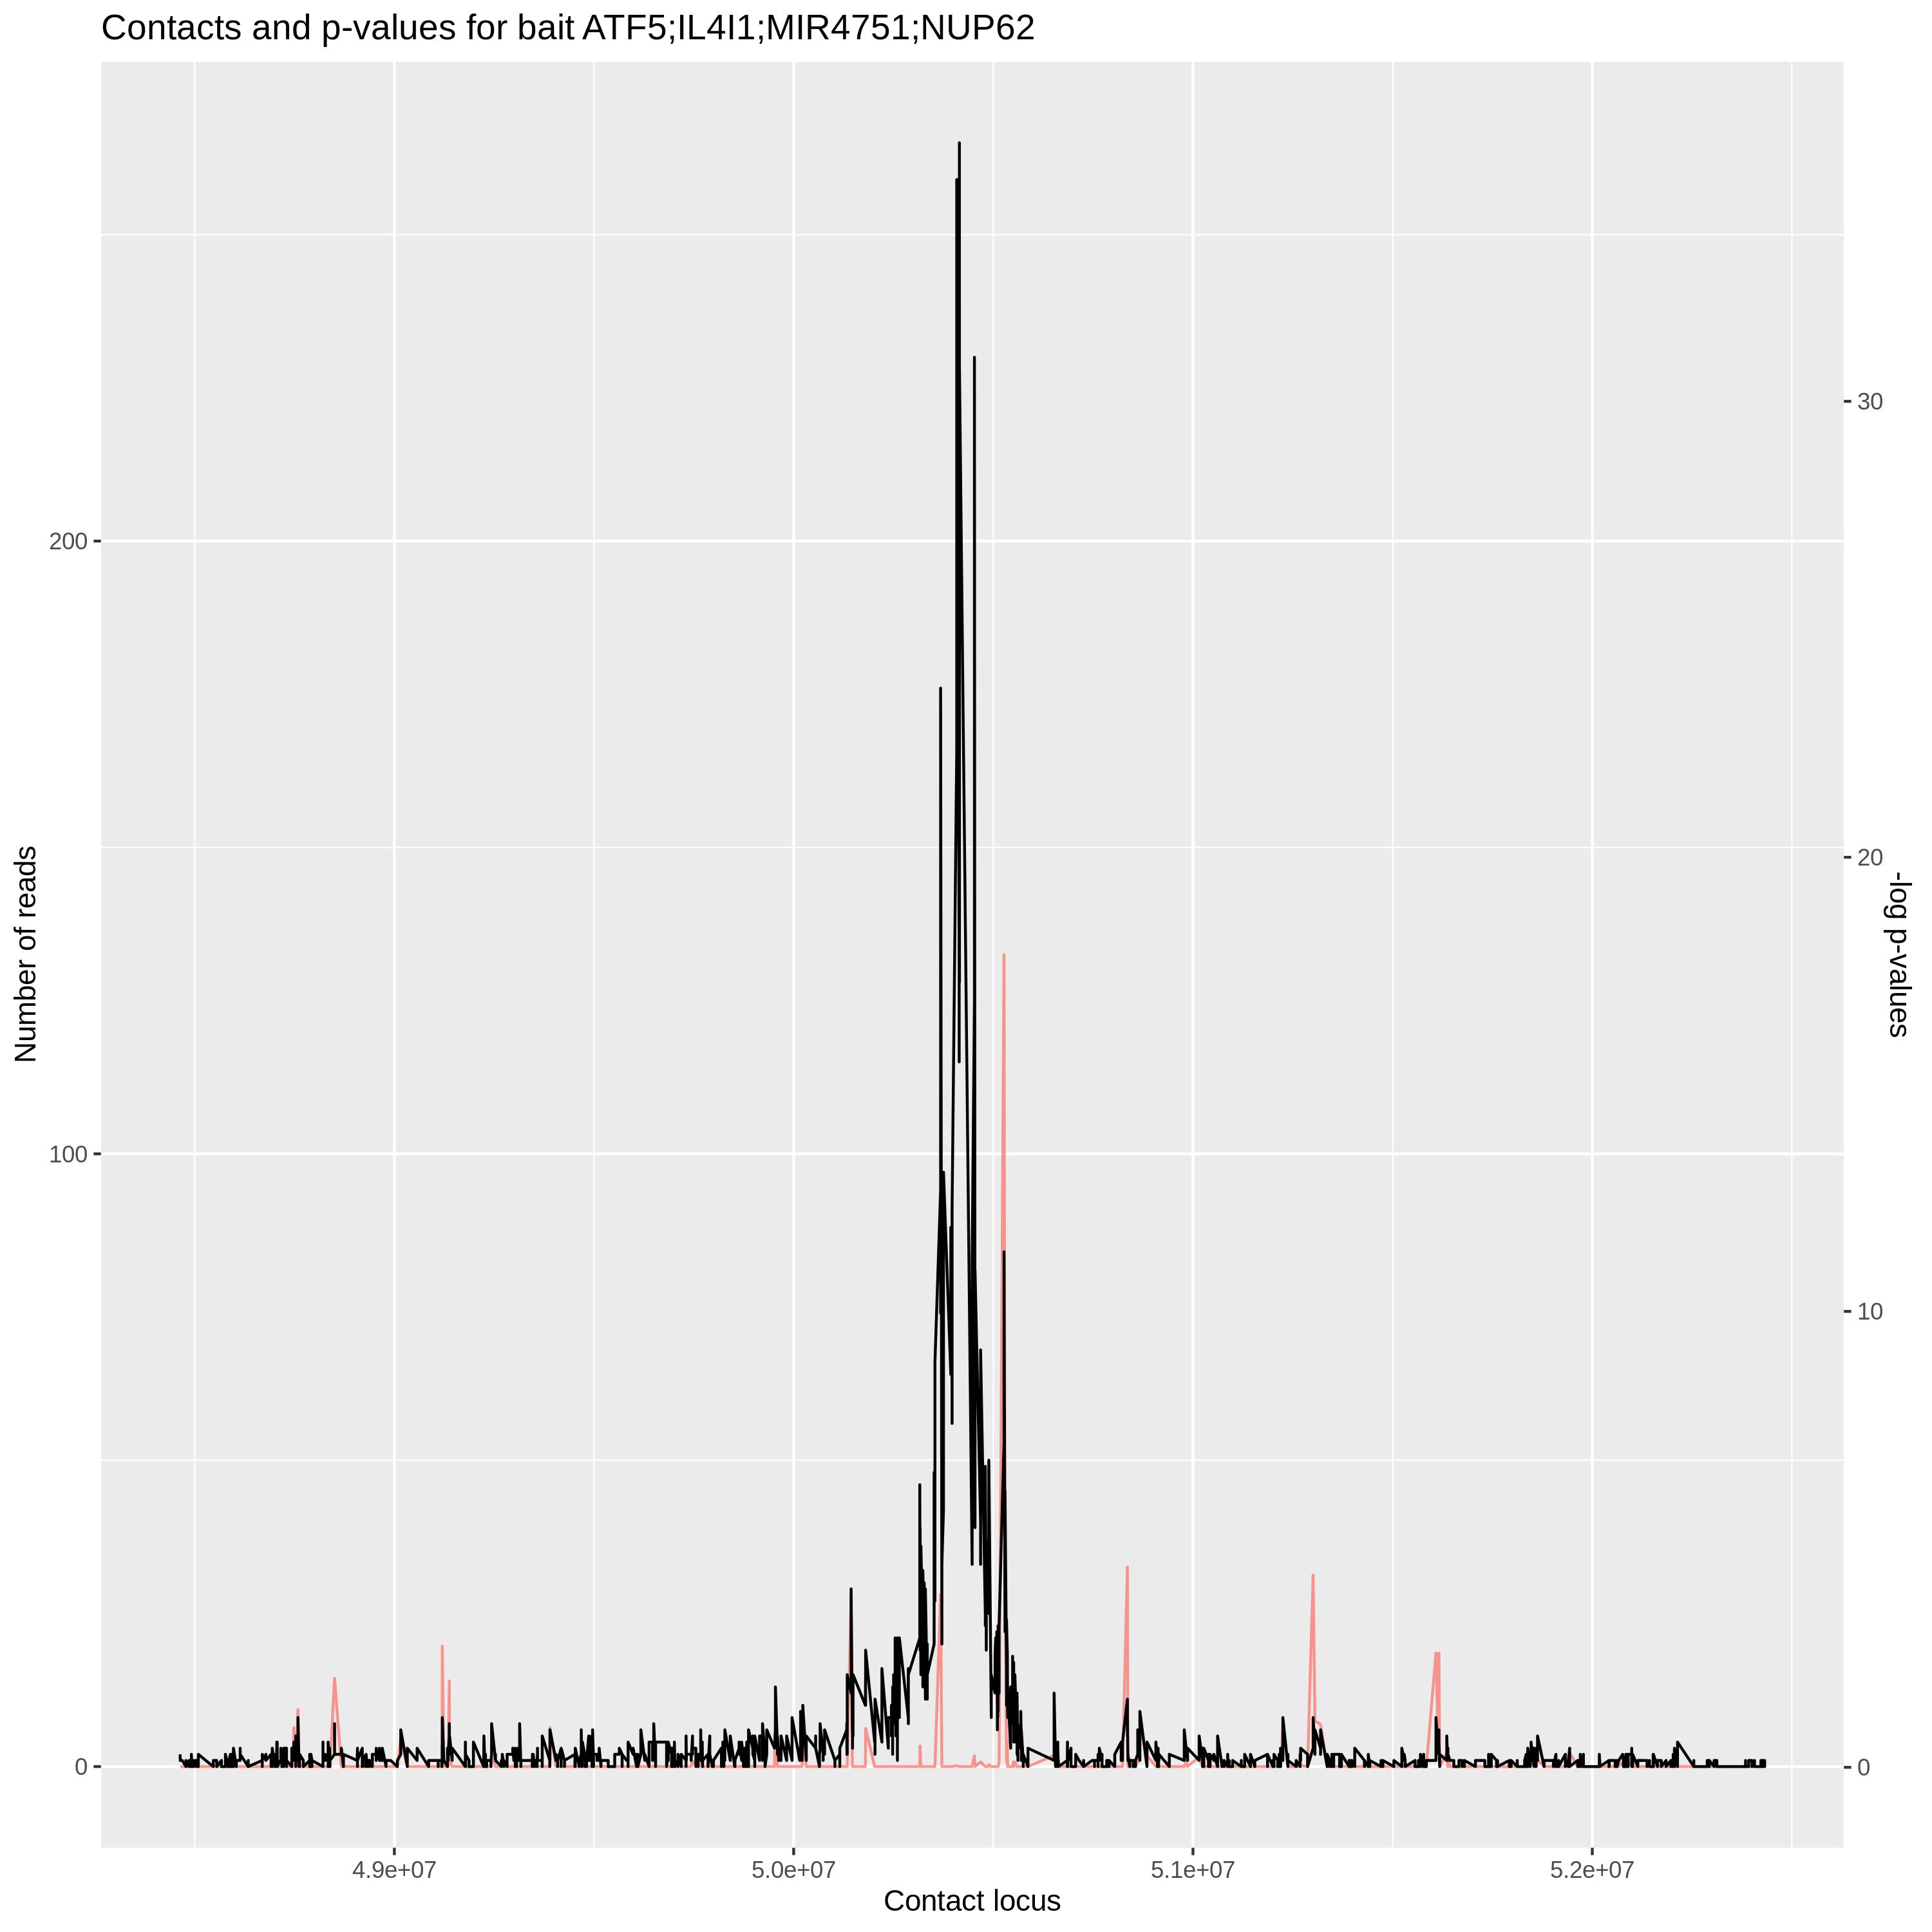 Contacts and p-values for bait ATF5;IL4I1;MIR4751;NUP62
Number of reads
200
100
0
30
20
10
0
-log p-values
4.9e+07
5.0e+07
5.1e+07
5.2e+07
Contact locus